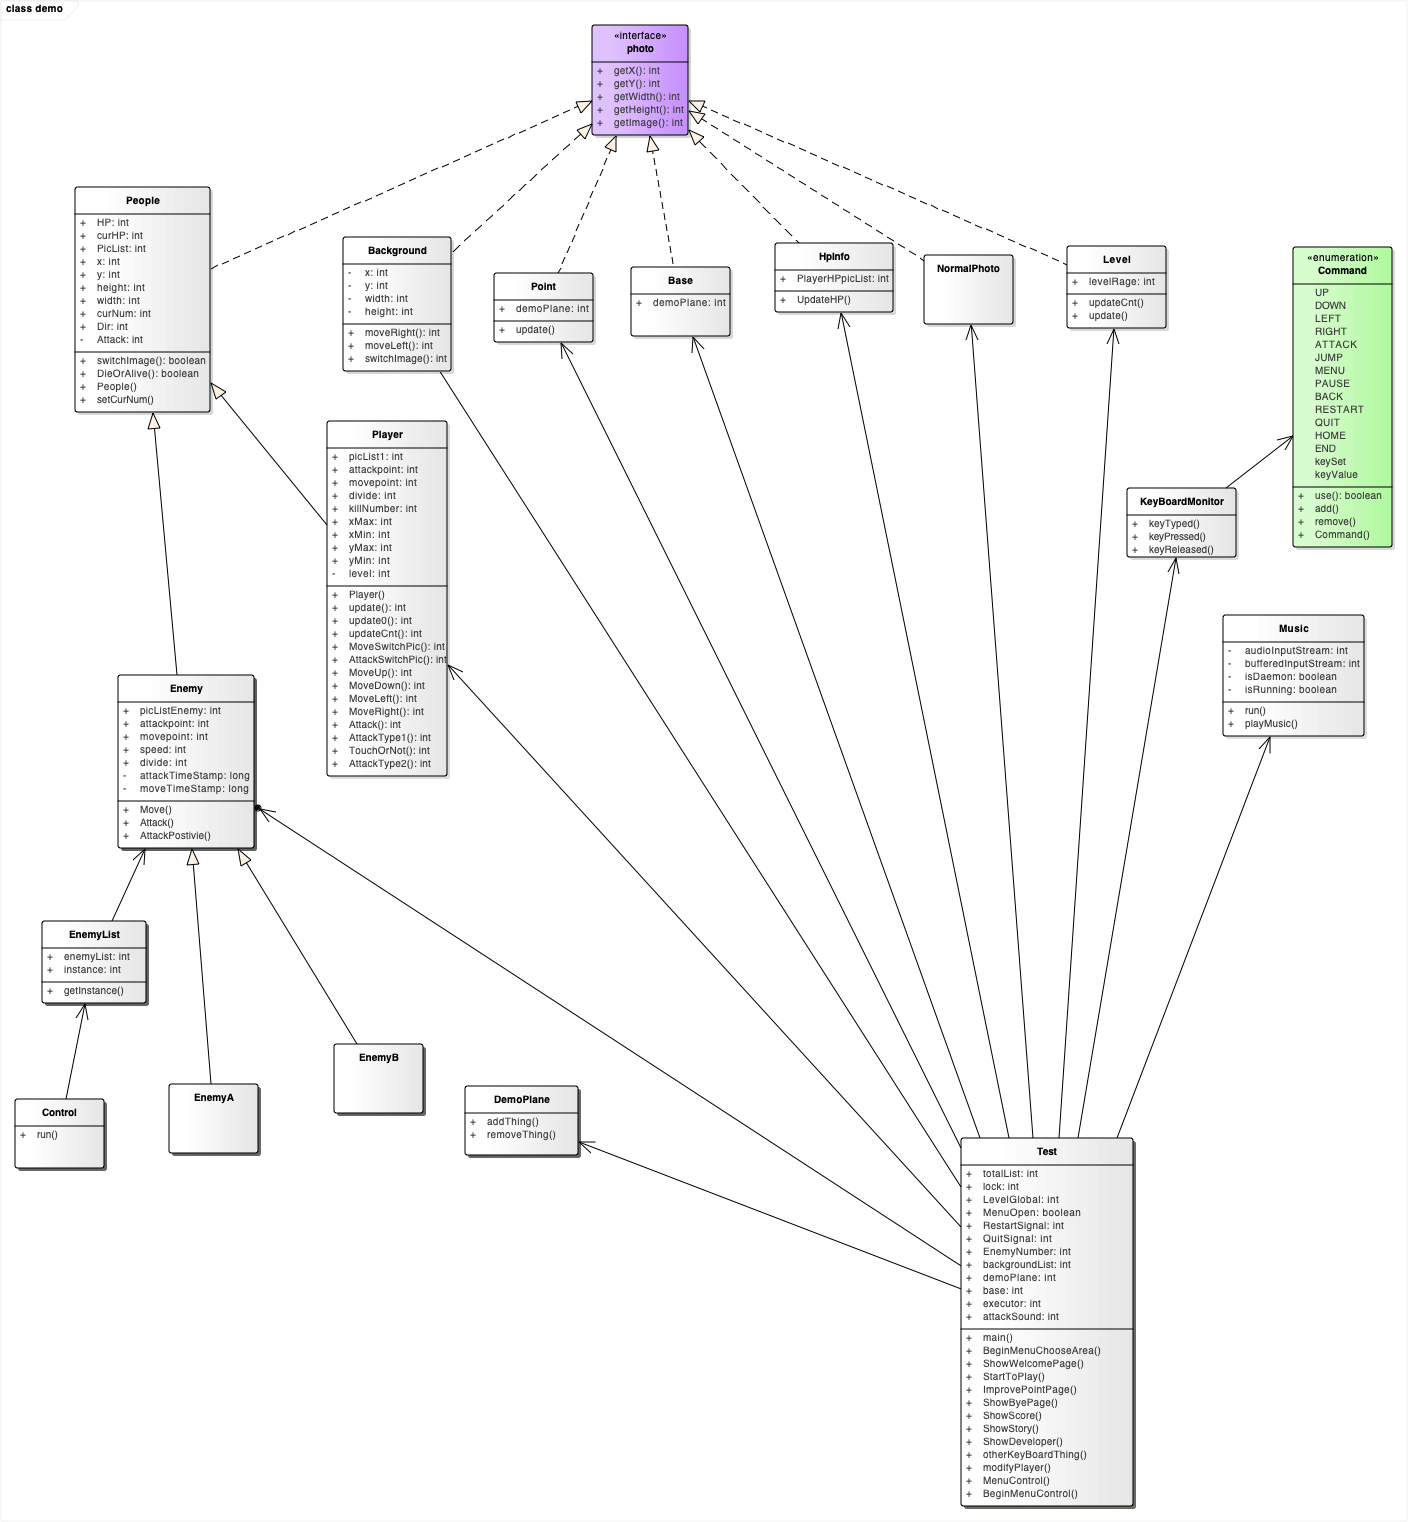 class demo
«interface»
photo
+ getX(): int
+ getY(): int
+ getWidth(): int
+ getHeight(): int
+ getImage(): int
People
+ HP: int
+ curHP: int
+ PicList: int
+ x: int
+ y: int
+ height: int
+ width: int
+ curNum: int
+ Dir: int
- Attack: int
+ switchImage(): boolean
+ DieOrAlive(): boolean
+ People()
+ setCurNum()
Background
- x: int
- y: int
- width: int
- height: int
+ moveRight(): int
+ moveLeft(): int
+ switchImage(): int
Point
+ demoPlane: int
+ update()
Base
+ demoPlane: int
HpInfo
+ PlayerHPpicList: int
+ UpdateHP()
NormalPhoto
Level
+ levelRage: int
+ updateCnt()
+ update()
«enumeration»
Command
UP
DOWN
LEFT
RIGHT
ATTACK
JUMP
MENU
PAUSE
BACK
RESTART
QUIT
HOME
END
keySet
keyValue
+ use(): boolean
+ add()
+ remove()
+ Command()
Player
+ picList1: int
+ attackpoint: int
+ movepoint: int
+ divide: int
+ killNumber: int
+ xMax: int
+ xMin: int
+ yMax: int
+ yMin: int
- level: int
+ Player()
+ update(): int
+ update0(): int
+ updateCnt(): int
+ MoveSwitchPic(): int
+ AttackSwitchPic(): int
+ MoveUp(): int
+ MoveDown(): int
+ MoveLeft(): int
+ MoveRight(): int
+ Attack(): int
+ AttackType1(): int
+ TouchOrNot(): int
+ AttackType2(): int
KeyBoardMonitor
+ keyTyped()
+ keyPressed()
+ keyReleased()
Music
- audioInputStream: int
- bufferedInputStream: int
- isDaemon: boolean
- isRunning: boolean
+ run()
+ playMusic()
Enemy
+ picListEnemy: int
+ attackpoint: int
+ movepoint: int
+ speed: int
+ divide: int
- attackTimeStamp: long
- moveTimeStamp: long
+ Move()
+ Attack()
+ AttackPostivie()
EnemyList
+ enemyList: int
+ instance: int
+ getInstance()
Control
+ run()
EnemyA
EnemyB
DemoPlane
+ addThing()
+ removeThing()
Test
+ totalList: int
+ lock: int
+ LevelGlobal: int
+ MenuOpen: boolean
+ RestartSignal: int
+ QuitSignal: int
+ EnemyNumber: int
+ backgroundList: int
+ demoPlane: int
+ base: int
+ executor: int
+ attackSound: int
+ main()
+ BeginMenuChooseArea()
+ ShowWelcomePage()
+ StartToPlay()
+ ImprovePointPage()
+ ShowByePage()
+ ShowScore()
+ ShowStory()
+ ShowDeveloper()
+ otherKeyBoardThing()
+ modifyPlayer()
+ MenuControl()
+ BeginMenuControl()